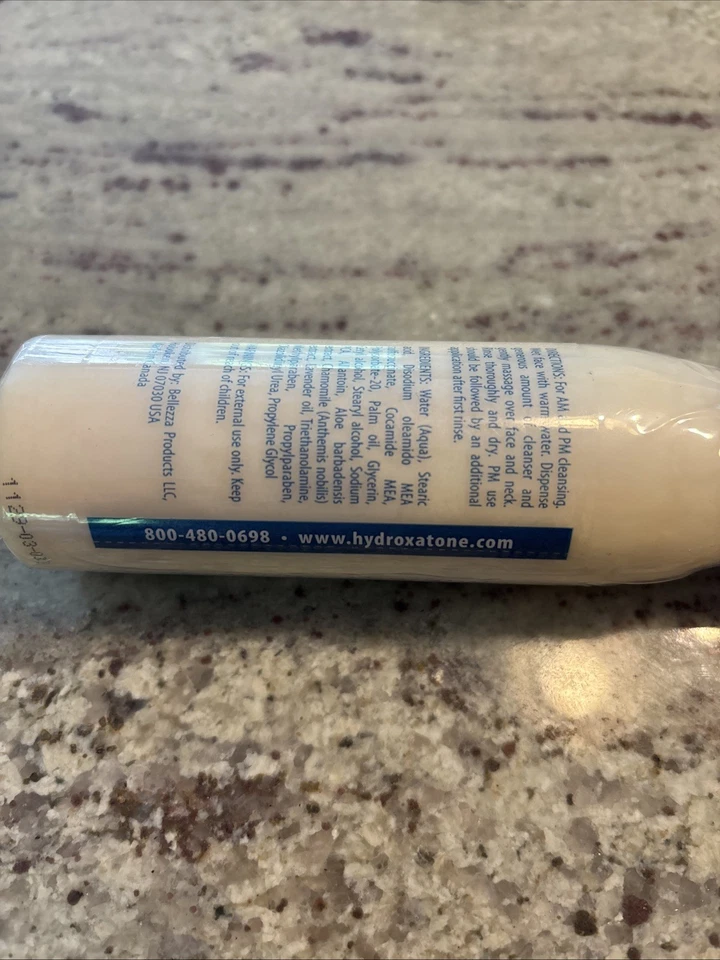 For AM and PM cleansing.
Wet face with warm water. Dispense
generous amount of cleanser and
gently massage over face and neck.
thoroughly and dry. PM use
should be followed by an additional
application after first rinse.
INGREDIENTS: Water (Aqua), Stearic
Disodium oleamido MEA
Cocamide MEA,
Palm oil, Glycerin,
alcohol, Stearyl alcohol, Sodium
Aloe barbadensis
chamomile (Anthemis nobilis)
lavender oil, Triethanolamine,
Propylparaben,
Urea, Propylene Glycol
For external use only. Keep
reach of children.
by: Bellezza Products LLC,
NJ 07030 USA
Canada
800-480-0698 • www.hydroxatone.com